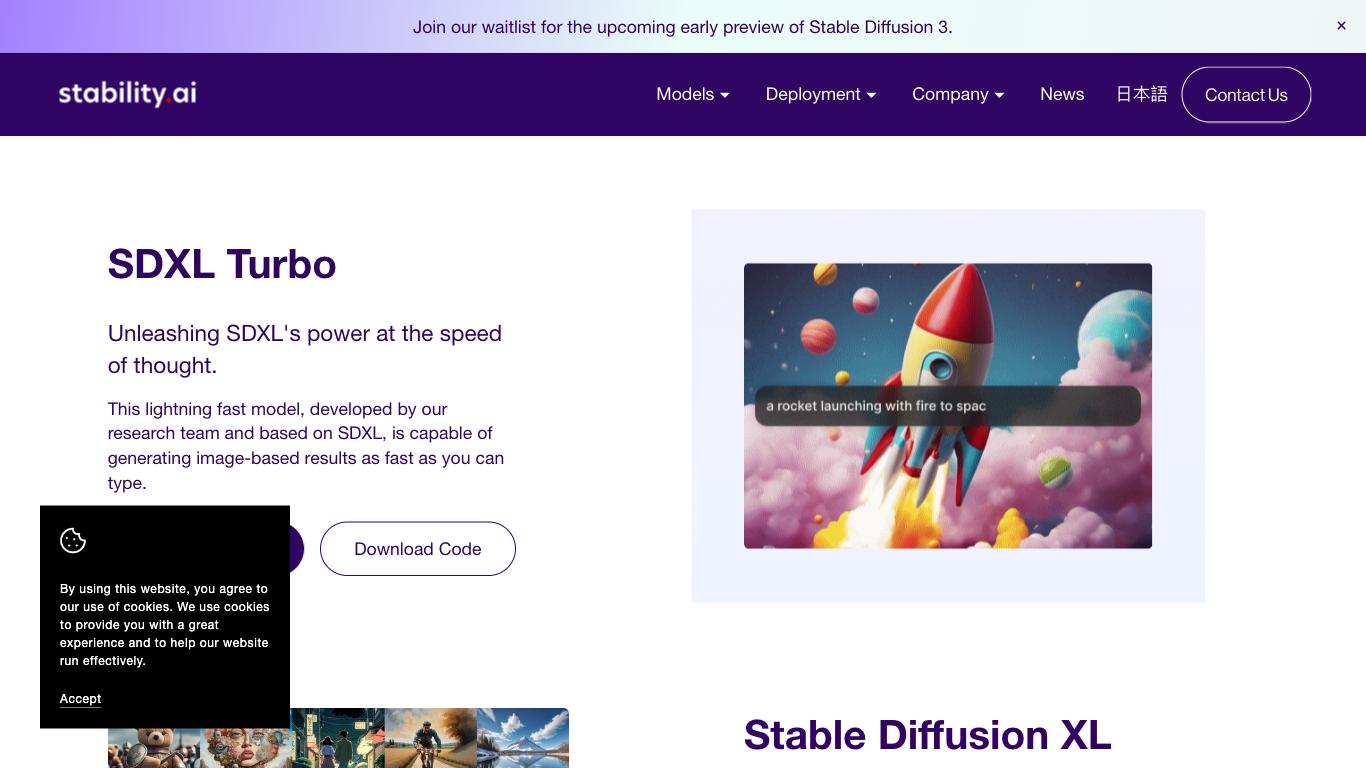 Join our waitlist for the upcoming early preview of Stable Diffusion 3.
×
stability.ai
Models
Deployment
Company
News
日本語
Contact Us
SDXL Turbo
Unleashing SDXL's power at the speed
of thought.
This lightning fast model, developed by our
research team and based on SDXL, is capable of
generating image-based results as fast as you can
type.
Download Code
a rocket launching with fire to spac
By using this website, you agree to
our use of cookies. We use cookies
to provide you with a great
experience and to help our website
run effectively.
Accept
Stable Diffusion XL